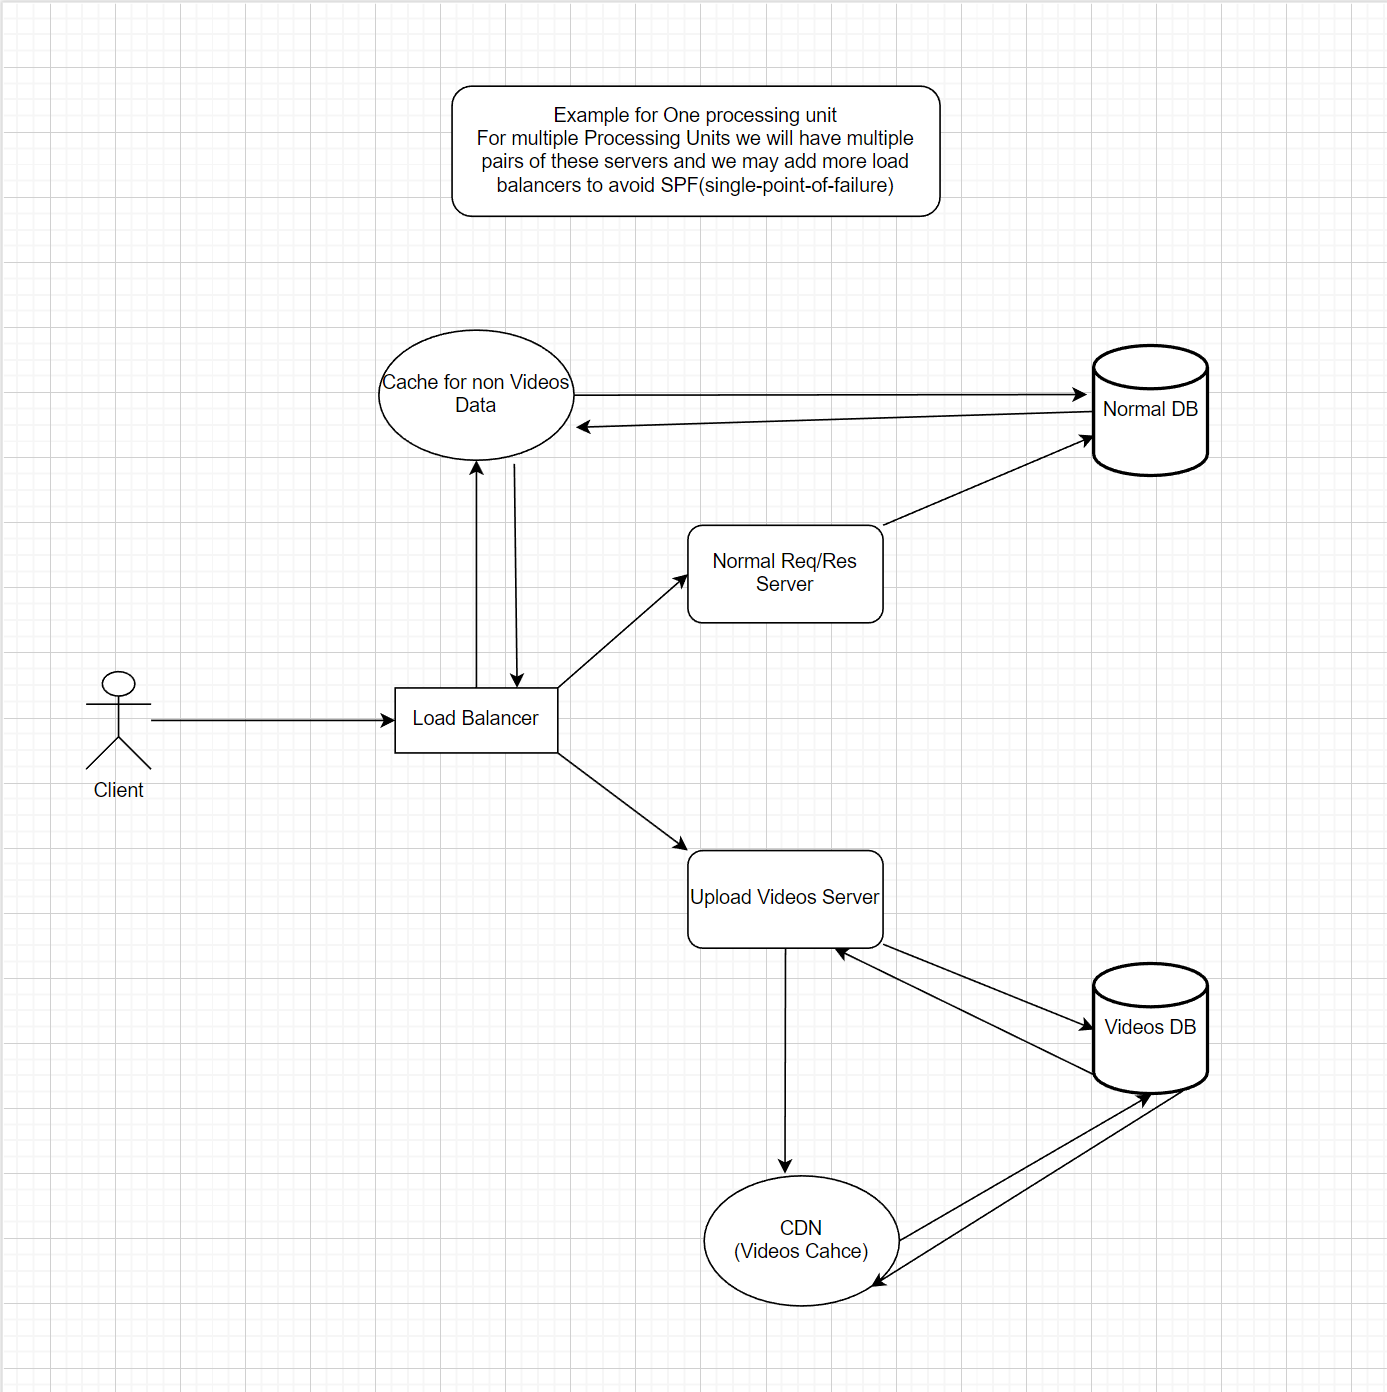 Example for One processing unit
For multiple Processing Units we will have multiple
pairs of these servers and we may add more load
balancers to avoid SPF(single-point-of-failure)
Cache for non Videos
Data
Normal DB
Normal Req/Res
Server
Load Balancer
Client
Upload Videos Server
Videos DB
CDN
(Videos Cahce)